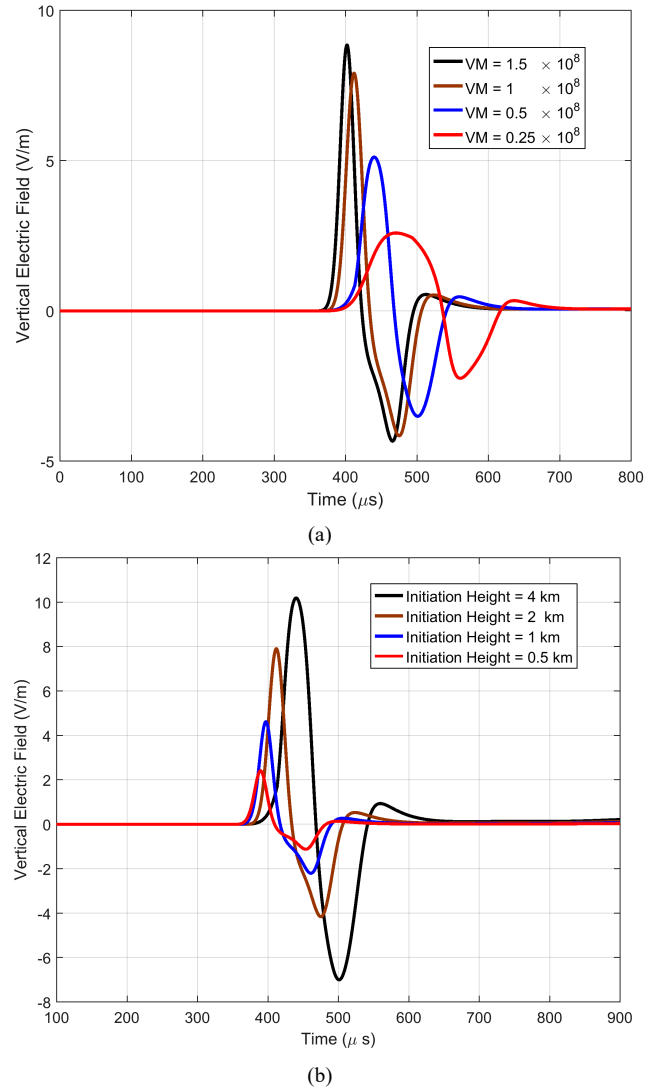 10
5
0
-5
Vertical Electric Field (V/m)
VM = 1.5 × 10^8
VM = 1 × 10^8
VM = 0.5 × 10^8
VM = 0.25 × 10^8
0 100 200 300 400 500 600 700 800
Time (μs)
(a)
12
10
8
6
4
2
0
-2
-4
-6
-8
Vertical Electric Field (V/m)
Initiation Height = 4 km
Initiation Height = 2 km
Initiation Height = 1 km
Initiation Height = 0.5 km
100 200 300 400 500 600 700 800 900
Time (μ s)
(b)